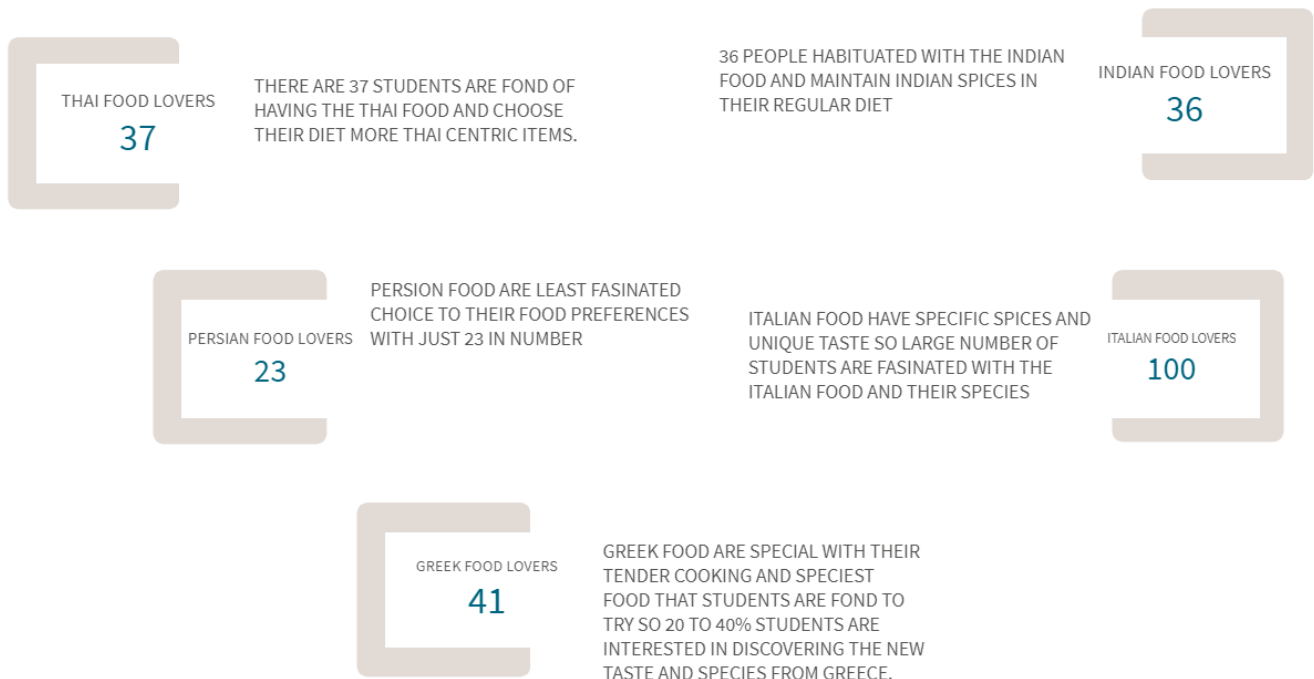 THAI FOOD LOVERS
37
THERE ARE 37 STUDENTS ARE FOND OF
HAVING THE THAI FOOD AND CHOOSE
THEIR DIET MORE THAI CENTRIC ITEMS.
36 PEOPLE HABITUATED WITH THE INDIAN
FOOD AND MAINTAIN INDIAN SPICES IN
THEIR REGULAR DIET
INDIAN FOOD LOVERS
36
PERSIAN FOOD LOVERS
23
PERSION FOOD ARE LEAST FASINATED
CHOICE TO THEIR FOOD PREFERENCES
WITH JUST 23 IN NUMBER
ITALIAN FOOD HAVE SPECIFIC SPICES AND
UNIQUE TASTE SO LARGE NUMBER OF
STUDENTS ARE FASINATED WITH THE
ITALIAN FOOD AND THEIR SPECIES
ITALIAN FOOD LOVERS
100
GREEK FOOD LOVERS
41
GREEK FOOD ARE SPECIAL WITH THEIR
TENDER COOKING AND SPECIEST
FOOD THAT STUDENTS ARE FOND TO
TRY SO 20 TO 40% STUDENTS ARE
INTERESTED IN DISCOVERING THE NEW
TASTE AND SPECIES FROM GREECE.